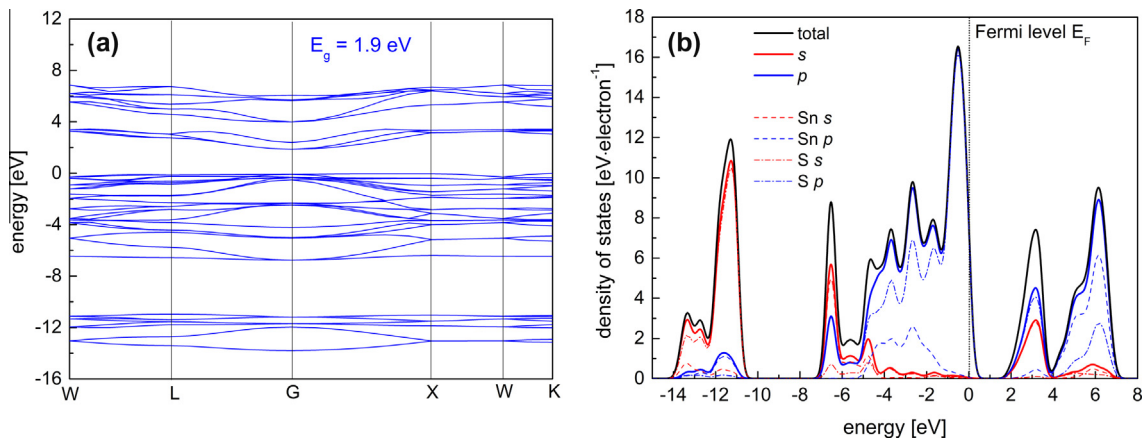 (a)
E_g = 1.9 eV
energy [eV]
12
8
4
0
-4
-8
-12
-16
W L G X W K
(b)
total
s
p
Sn s
Sn p
S s
S p
Fermi level E_F
density of states [eV·electron⁻¹]
18
16
14
12
10
8
6
4
2
0
-14 -12 -10 -8 -6 -4 -2 0 2 4 6 8
energy [eV]